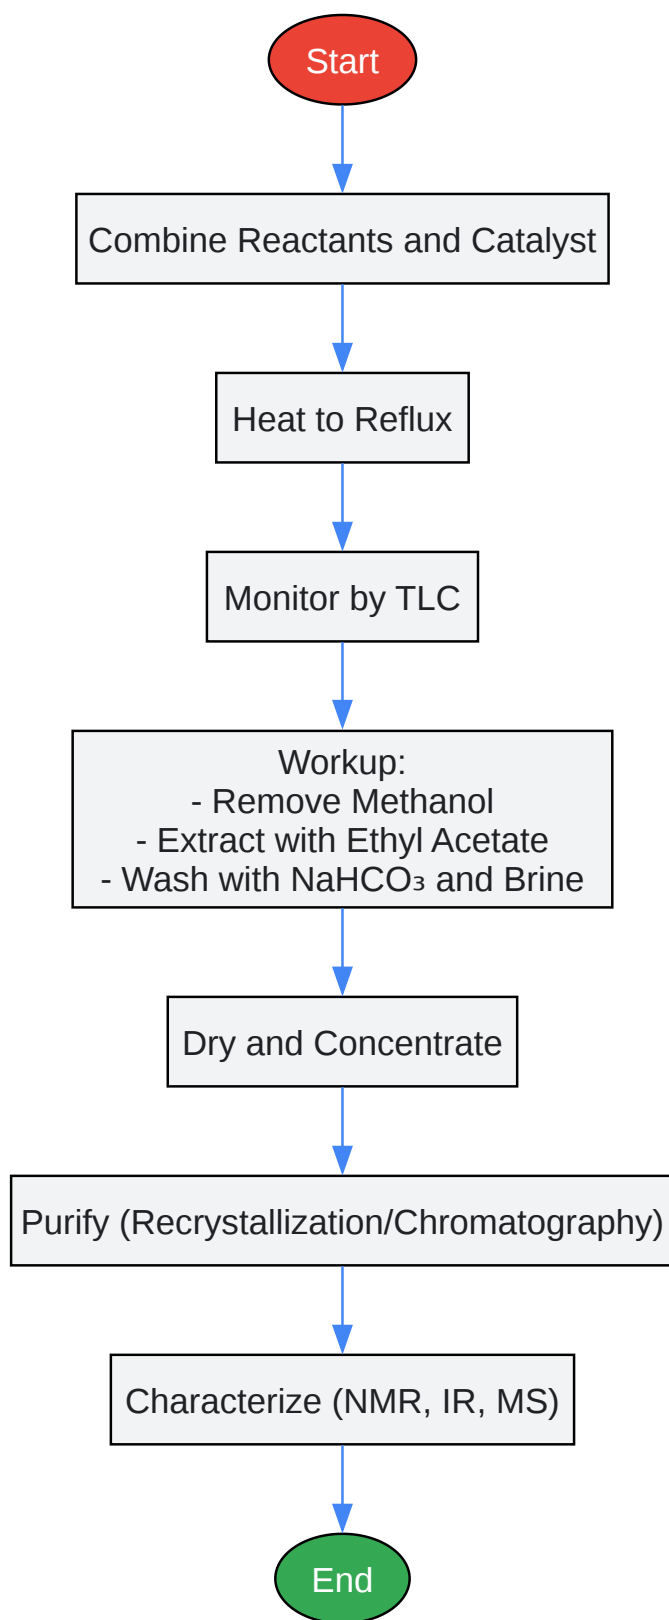 Start
Combine Reactants and Catalyst
Heat to Reflux
Monitor by TLC
Workup:
- Remove Methanol
- Extract with Ethyl Acetate
- Wash with NaHCO₃ and Brine
Dry and Concentrate
Purify (Recrystallization/Chromatography)
Characterize (NMR, IR, MS)
End